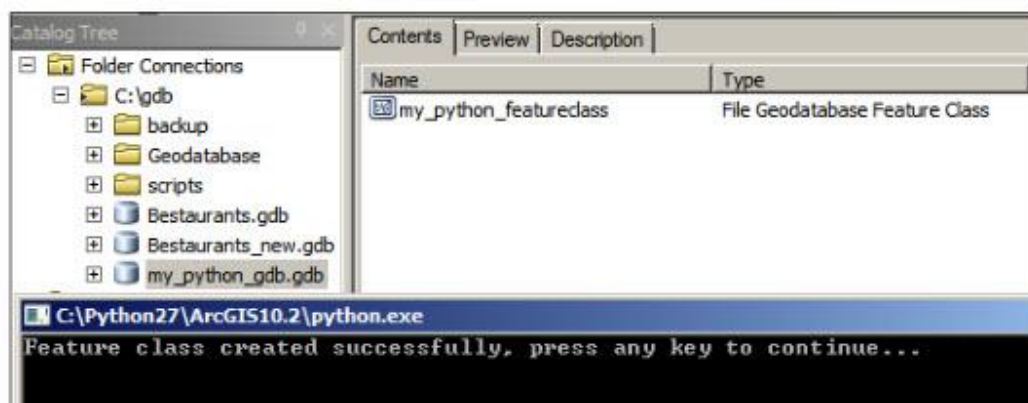 Catalog Tree
Folder Connections
C:\gdb
backup
Geodatabase
scripts
Bestaurants.gdb
Bestaurants_new.gdb
my_python_gdb.gdb
Contents Preview Description
Name Type
my_python_featureclass File Geodatabase Feature Class
C:\Python27\ArcGIS10.2\python.exe
Feature class created successfully, press any key to continue...